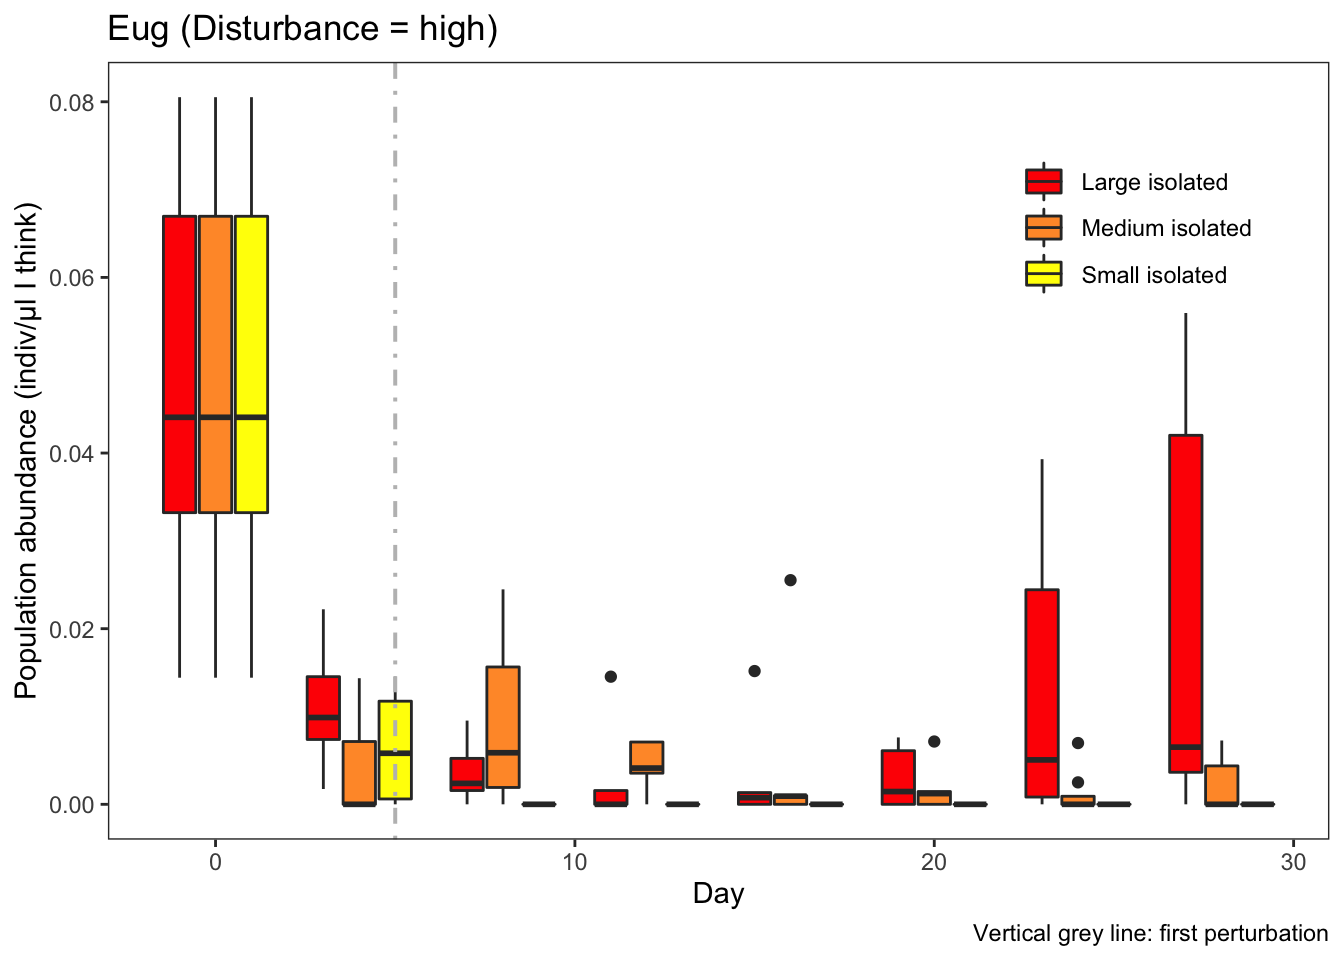 Eug (Disturbance = high)
Population abundance (indiv/µl I think)
0.08
0.06
0.04
0.02
0.00
Large isolated
Medium isolated
Small isolated
0
10
20
30
Day
Vertical grey line: first perturbation